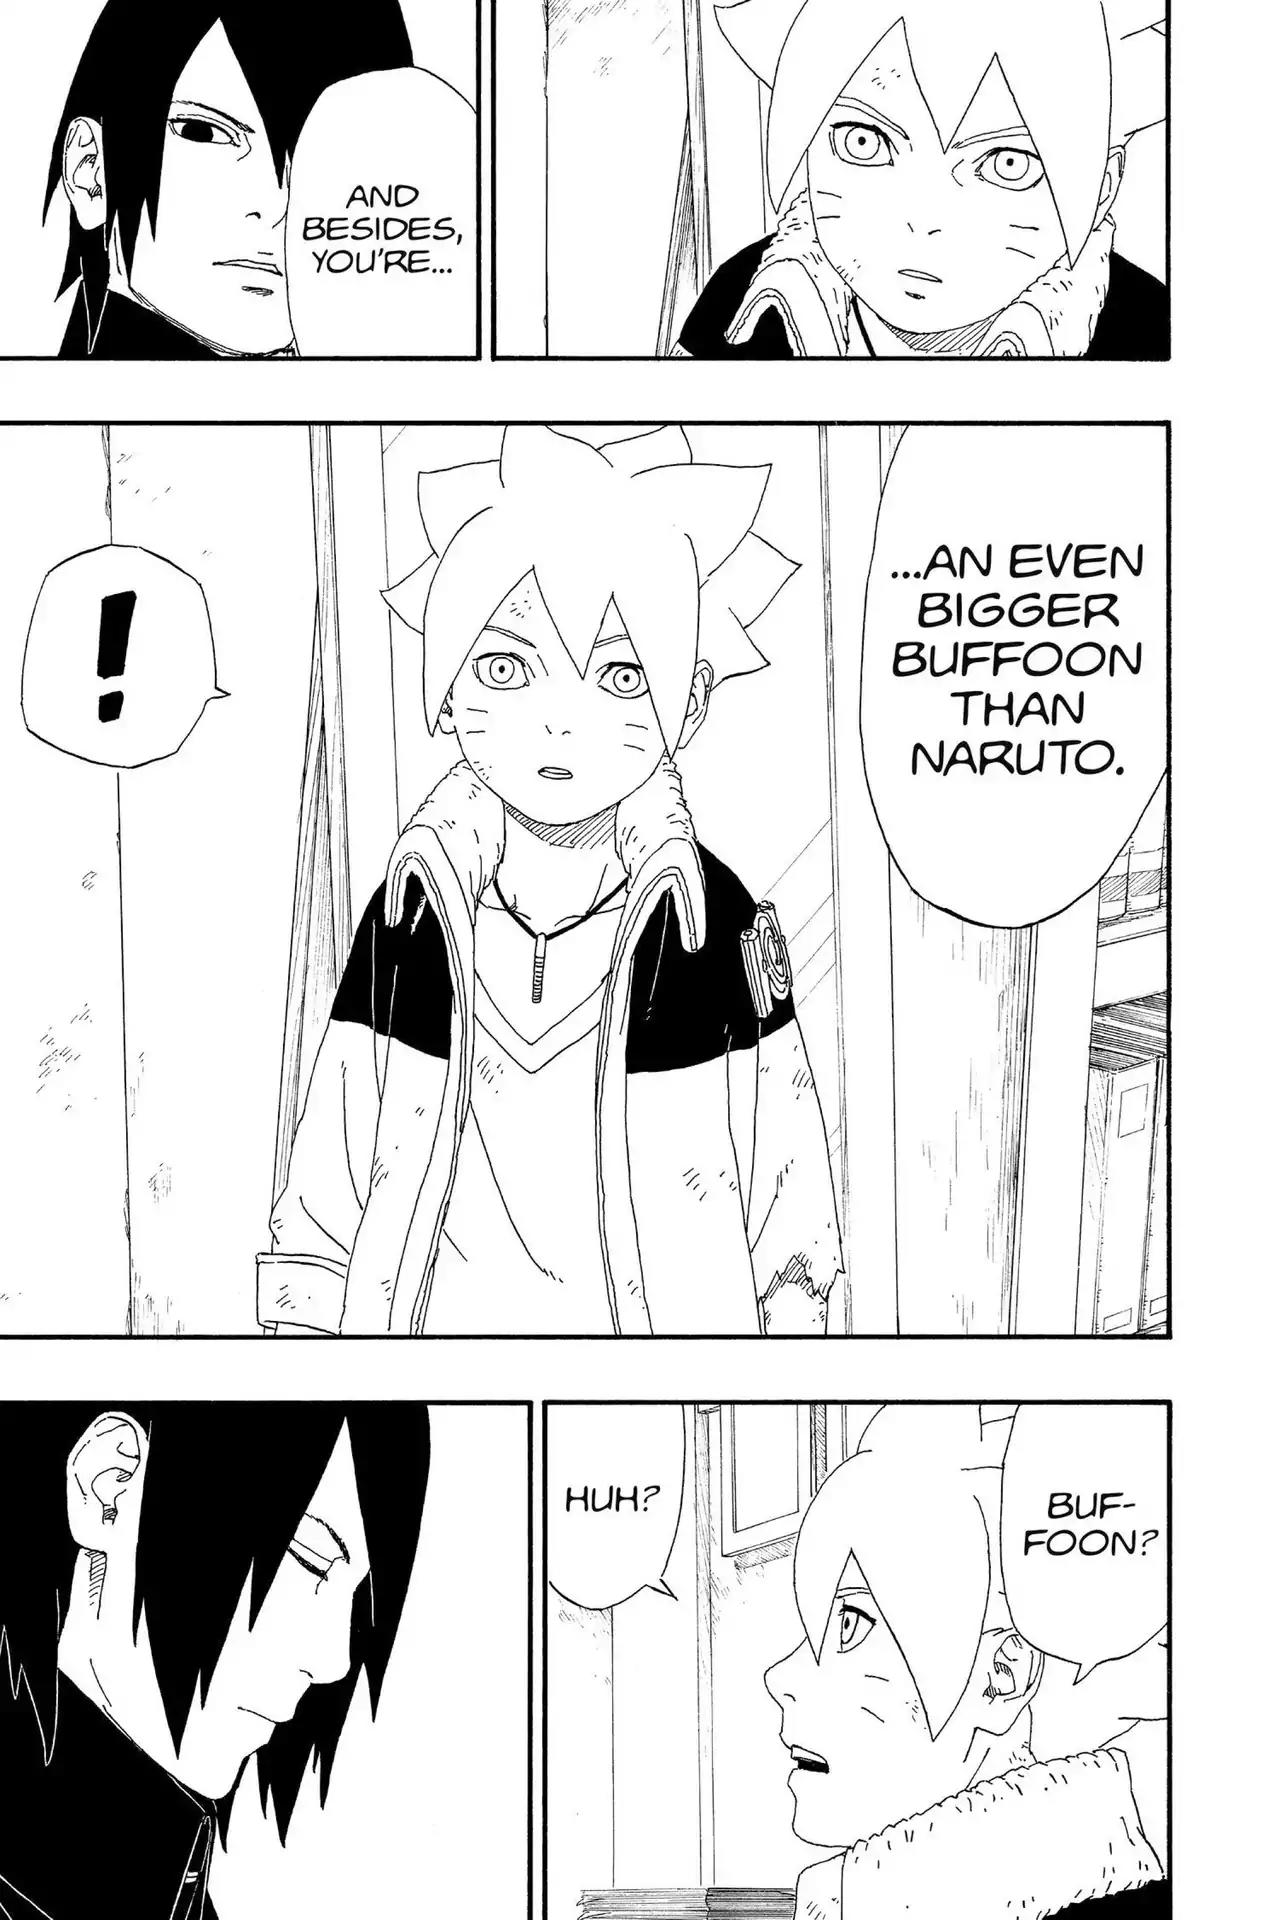 AND
BESIDES,
YOU'RE...
...AN EVEN
BIGGER
BUFFOON
THAN
NARUTO.
!
BUF-
FOON?
HUH?